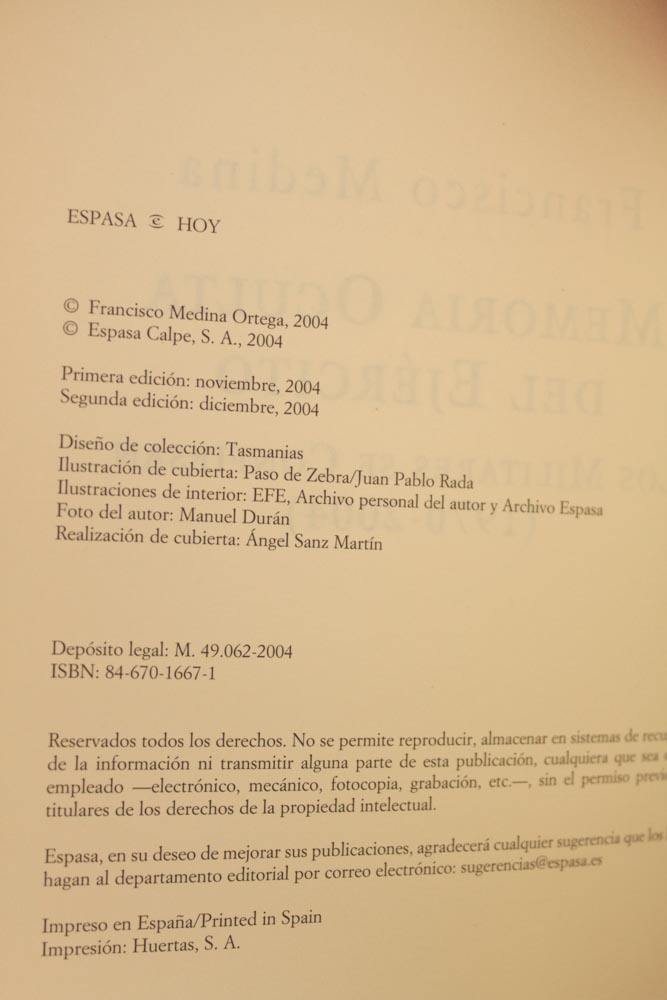 ESPASA HOY
© Francisco Medina Ortega, 2004
© Espasa Calpe, S. A., 2004
Primera edición: noviembre, 2004
Segunda edición: diciembre, 2004
Diseño de colección: Tasmanias
Ilustración de cubierta: Paso de Zebra/Juan Pablo Rada
Ilustraciones de interior: EFE, Archivo personal del autor y Archivo Espasa
Foto del autor: Manuel Durán
Realización de cubierta: Ángel Sanz Martín
Depósito legal: M. 49.062-2004
ISBN: 84-670-1667-1
Reservados todos los derechos. No se permite reproducir, almacenar en sistemas de
de la información ni transmitir alguna parte de esta publicación, cualquiera que sea
empleado —electrónico, mecánico, fotocopia, grabación, etc.—, sin el permiso
titulares de los derechos de la propiedad intelectual.
Espasa, en su deseo de mejorar sus publicaciones, agradecerá cualquier sugerencia que los
hagan al departamento editorial por correo electrónico: sugerencias@espasa.es
Impreso en España/Printed in Spain
Impresión: Huertas, S. A.